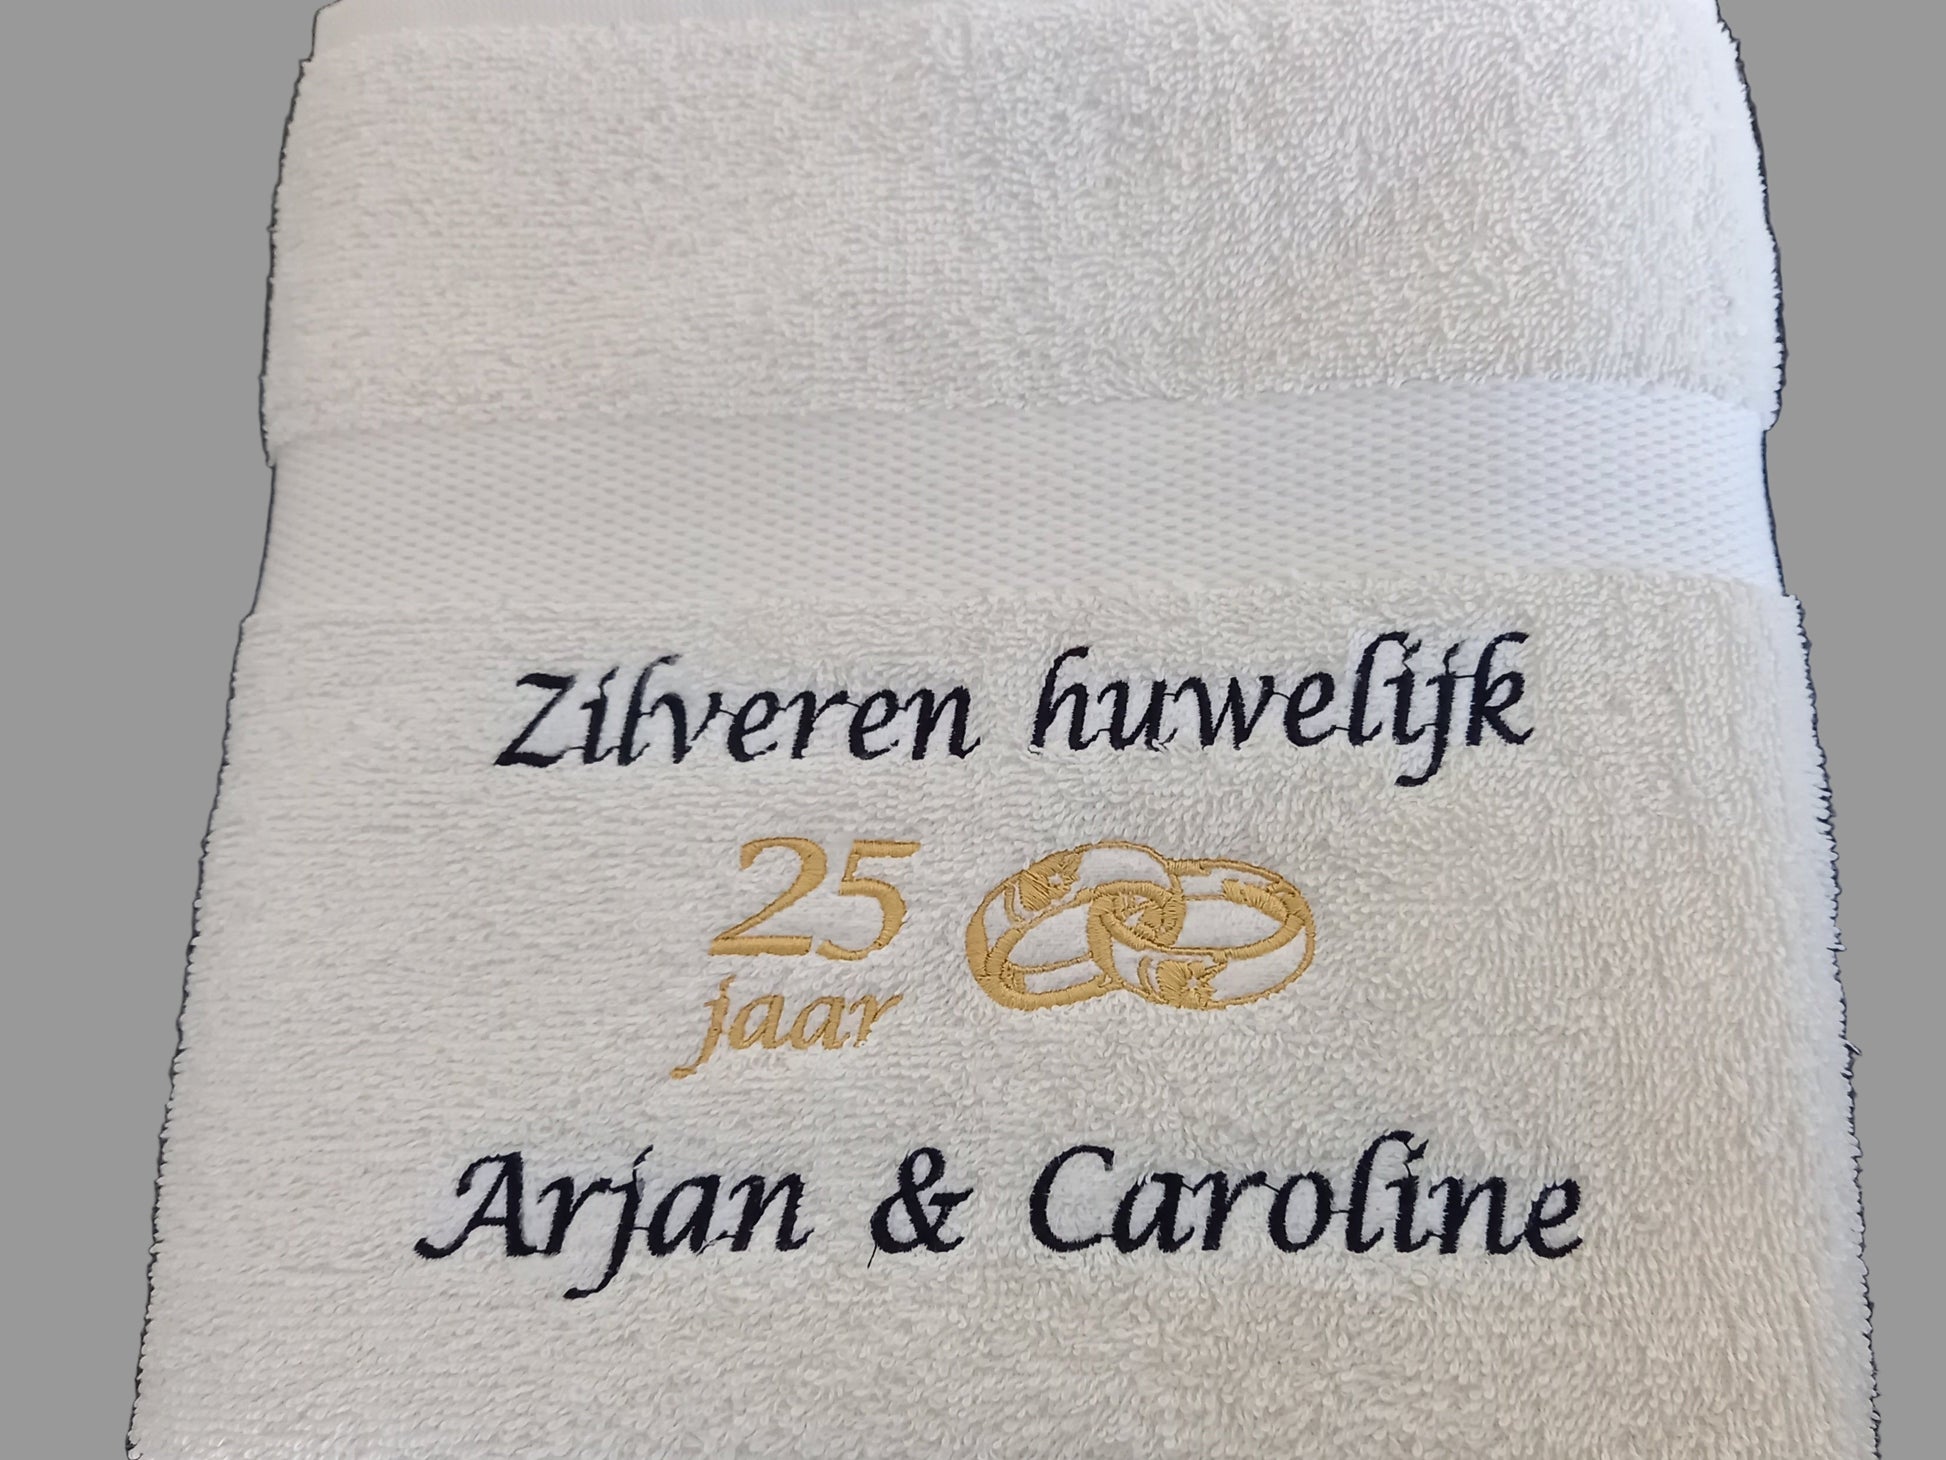 Zilveren huwelijk
25
jaar
Arjan & Caroline